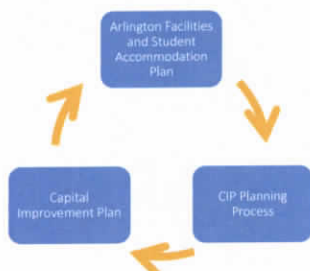 Arlington Facilities
and Student
Accommodation
Plan
CIP Planning
Process
Capital
Improvement Plan